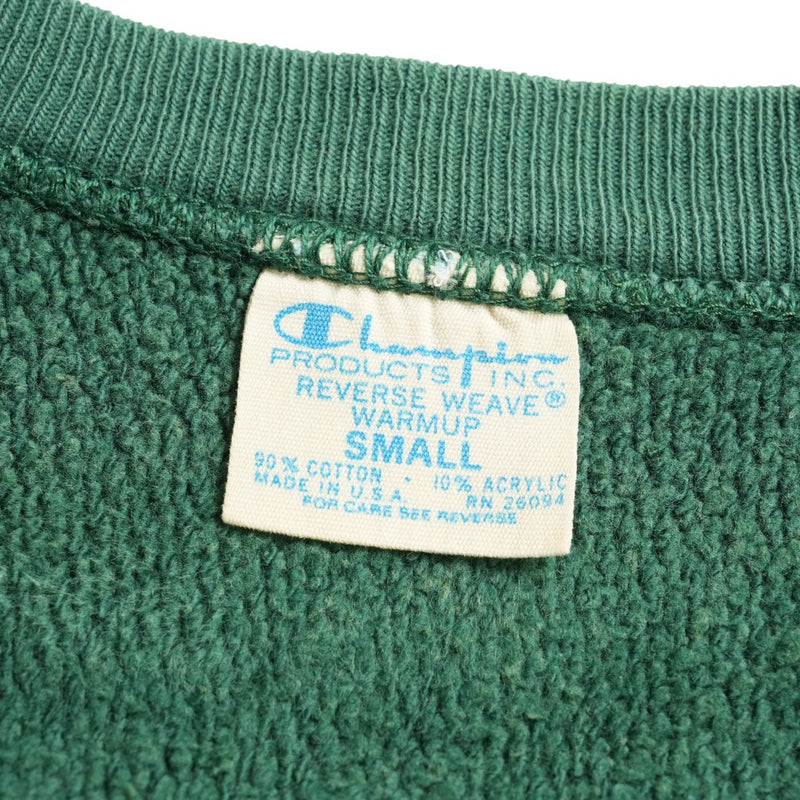 Champion
PRODUCTS INC.
REVERSE WEAVE®
WARMUP
SMALL
90% COTTON · 10% ACRYLIC
MADE IN U.S.A. RN 26094
FOR CARE SEE REVERSE